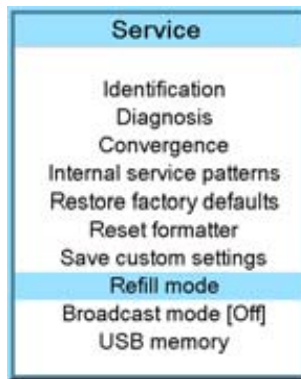 Service
Identification
Diagnosis
Convergence
Internal service patterns
Restore factory defaults
Reset formatter
Save custom settings
Refill mode
Broadcast mode [Off]
USB memory